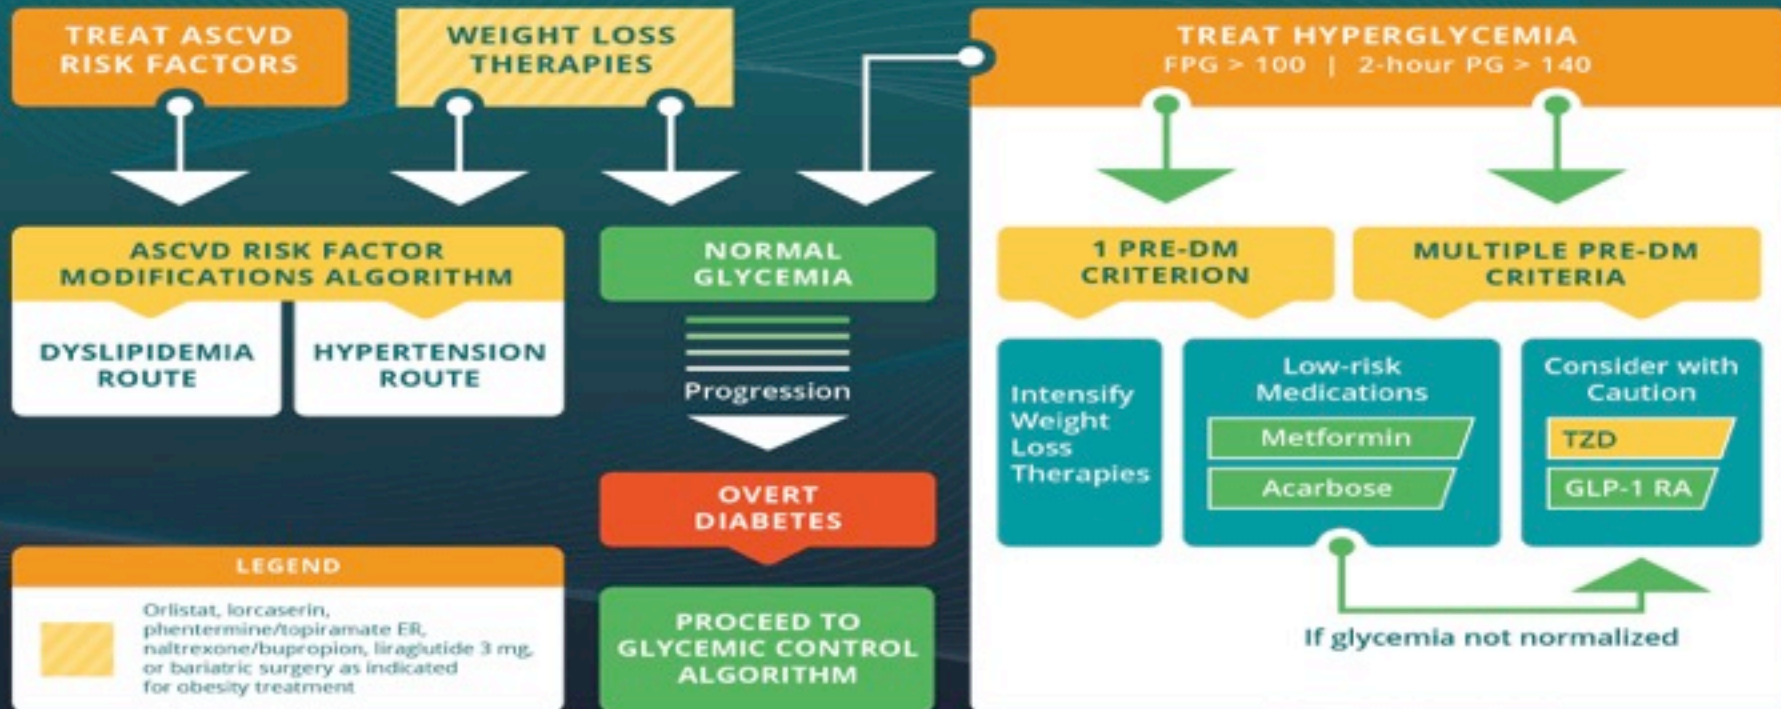 TREAT ASCVD
RISK FACTORS
WEIGHT LOSS
THERAPIES
TREAT HYPERGLYCEMIA
FPG > 100 | 2-hour PG > 140
ASCVD RISK FACTOR
MODIFICATIONS ALGORITHM
DYSLIPIDEMIA
ROUTE
HYPERTENSION
ROUTE
NORMAL
GLYCEMIA
Progression
OVERT
DIABETES
PROCEED TO
GLYCEMIC CONTROL
ALGORITHM
1 PRE-DM
CRITERION
MULTIPLE PRE-DM
CRITERIA
Intensify
Weight
Loss
Therapies
Low-risk
Medications
Metformin
Acarbose
Consider with
Caution
TZD
GLP-1 RA
If glycemia not normalized
LEGEND
Orlistat, lorcaserin,
phentermine/topiramate ER,
naltrexone/bupropion, liraglutide 3 mg,
or bariatric surgery as indicated
for obesity treatment